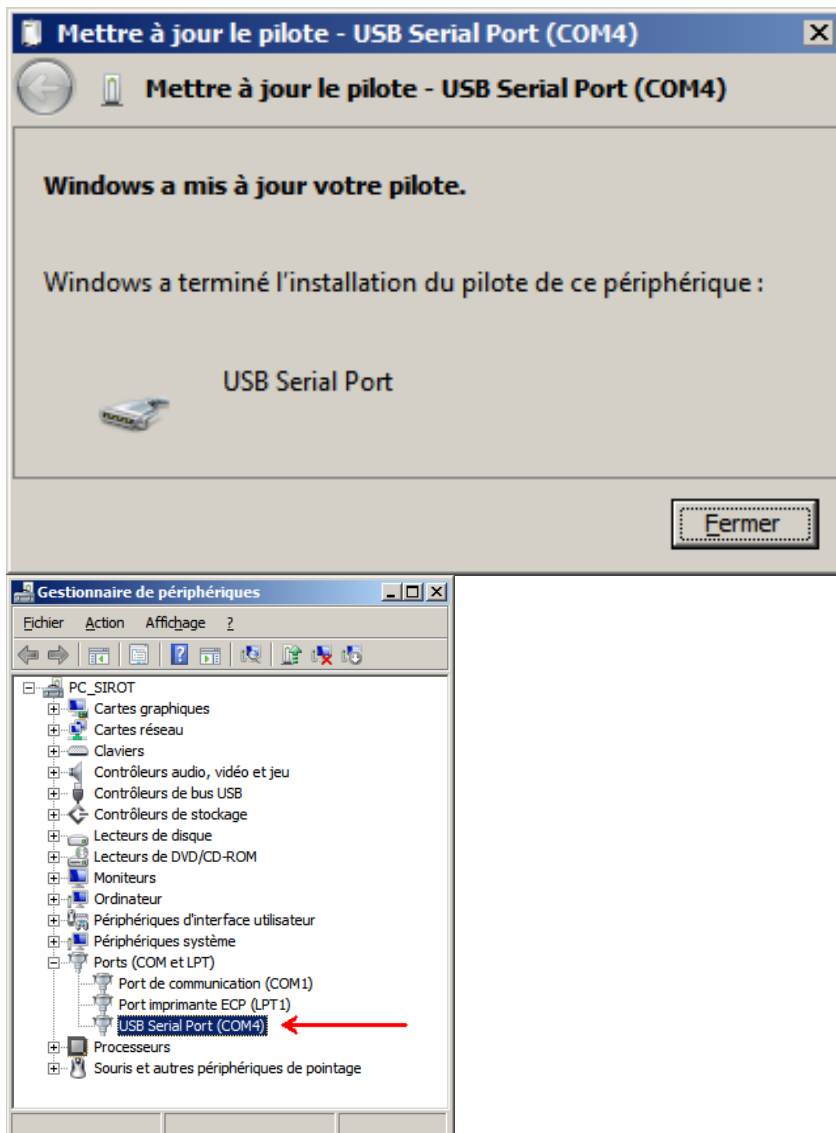 Mettre à jour le pilote - USB Serial Port (COM4)
Mettre à jour le pilote - USB Serial Port (COM4)
Windows a mis à jour votre pilote.
Windows a terminé l'installation du pilote de ce périphérique :
USB Serial Port
Fermer
Gestionnaire de périphériques
Fichier Action Affichage ?
PC_SIROT
Cartes graphiques
Cartes réseau
Claviers
Contrôleurs audio, vidéo et jeu
Contrôleurs de bus USB
Contrôleurs de stockage
Lecteurs de disque
Lecteurs de DVD/CD-ROM
Moniteurs
Ordinateur
Périphériques d'interface utilisateur
Périphériques système
Ports (COM et LPT)
Port de communication (COM1)
Port imprimante ECP (LPT1)
USB Serial Port (COM4)
Processeurs
Souris et autres périphériques de pointage